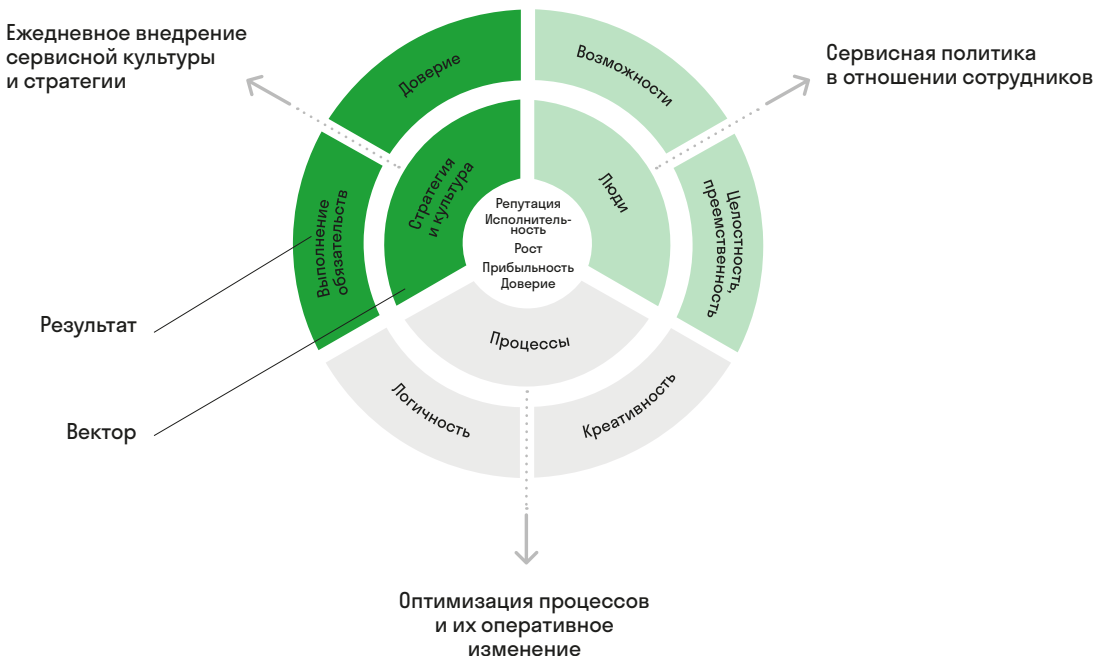 Ежедневное внедрение
сервисной культуры
и стратегии
Сервисная политика
в отношении сотрудников
Доверие
Возможности
Выполнение
обязательств
Стратегия
и культура
Люди
Целостность,
преемственность
Репутация
Исполнитель-
ность
Рост
Прибыльность
Доверие
Процессы
Логичность
Креативность
Результат
Вектор
Оптимизация процессов
и их оперативное
изменение